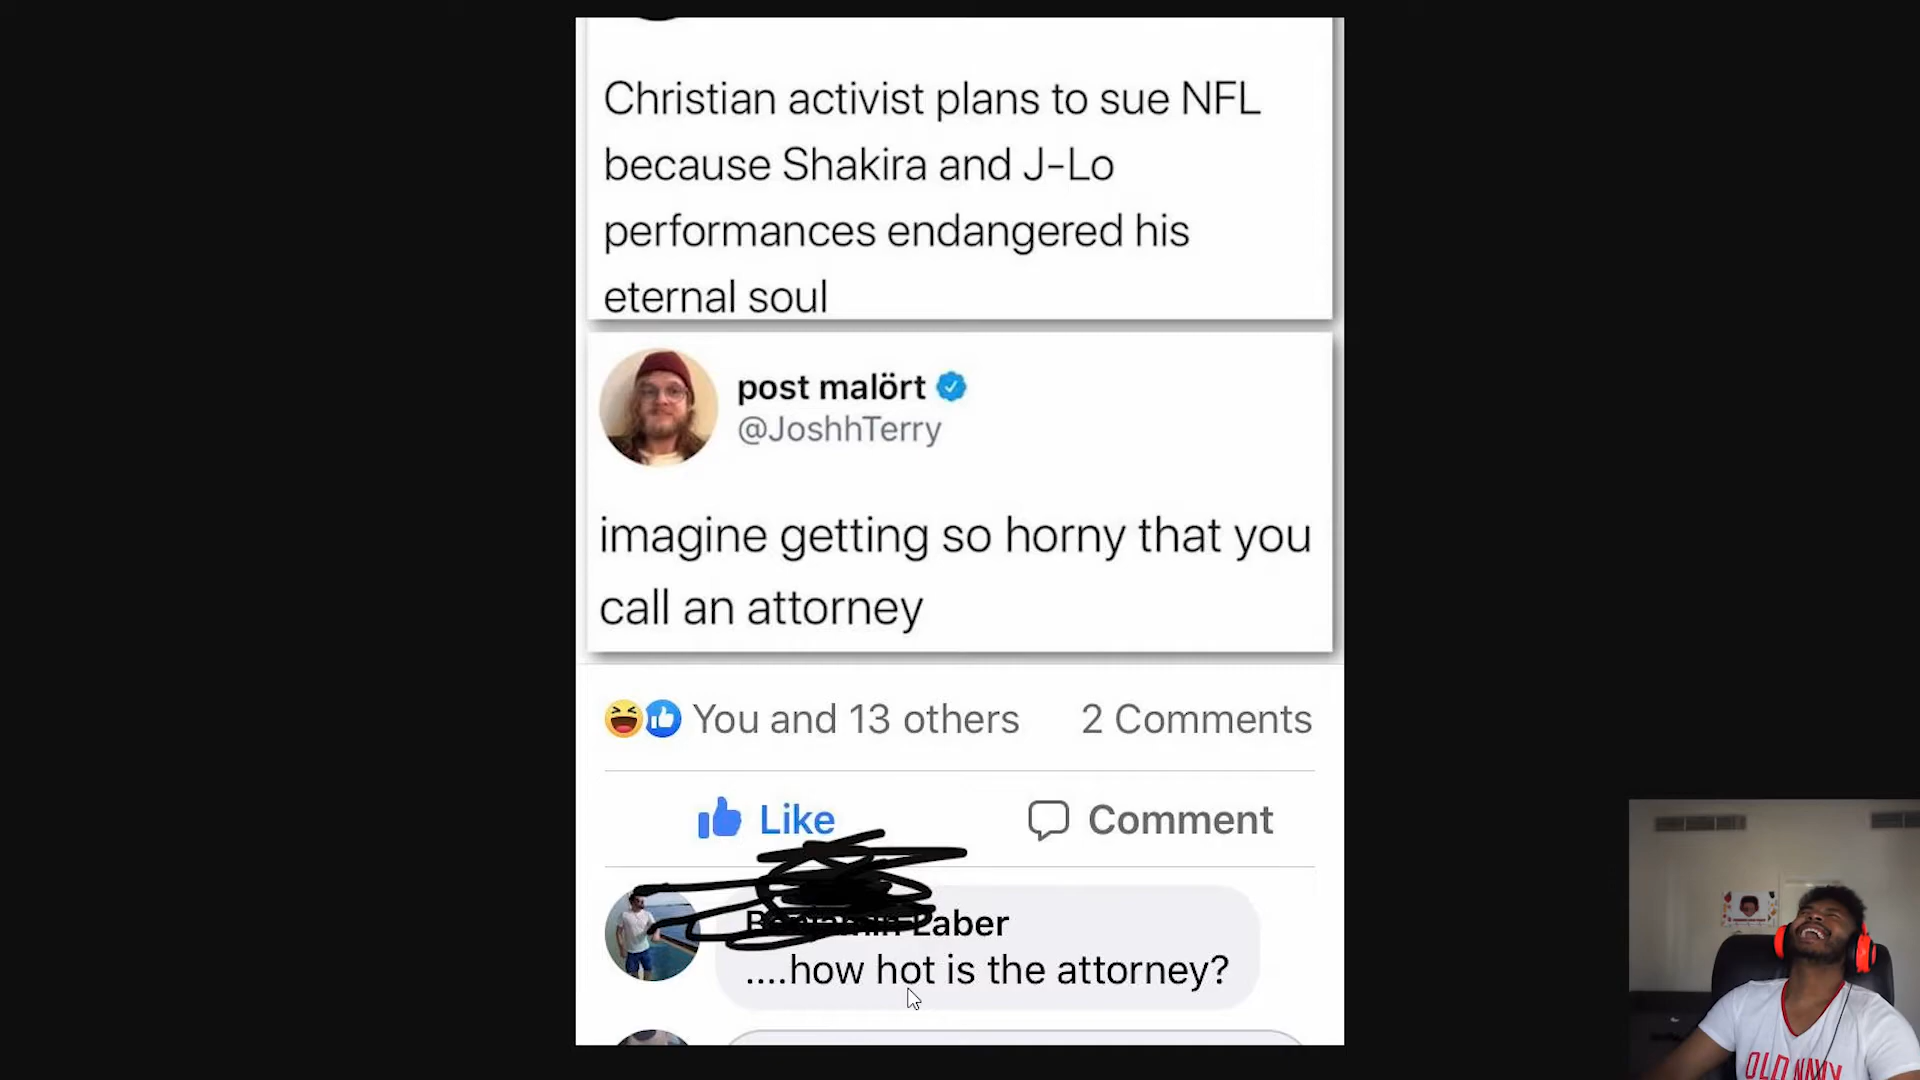 Christian activist plans to sue NFL
because Shakira and J-Lo
performances endangered his
eternal soul
post malört
@JoshhTerry
imagine getting so horny that you
call an attorney
You and 13 others 2 Comments
Like Comment
....how hot is the attorney?
OLD NAVY